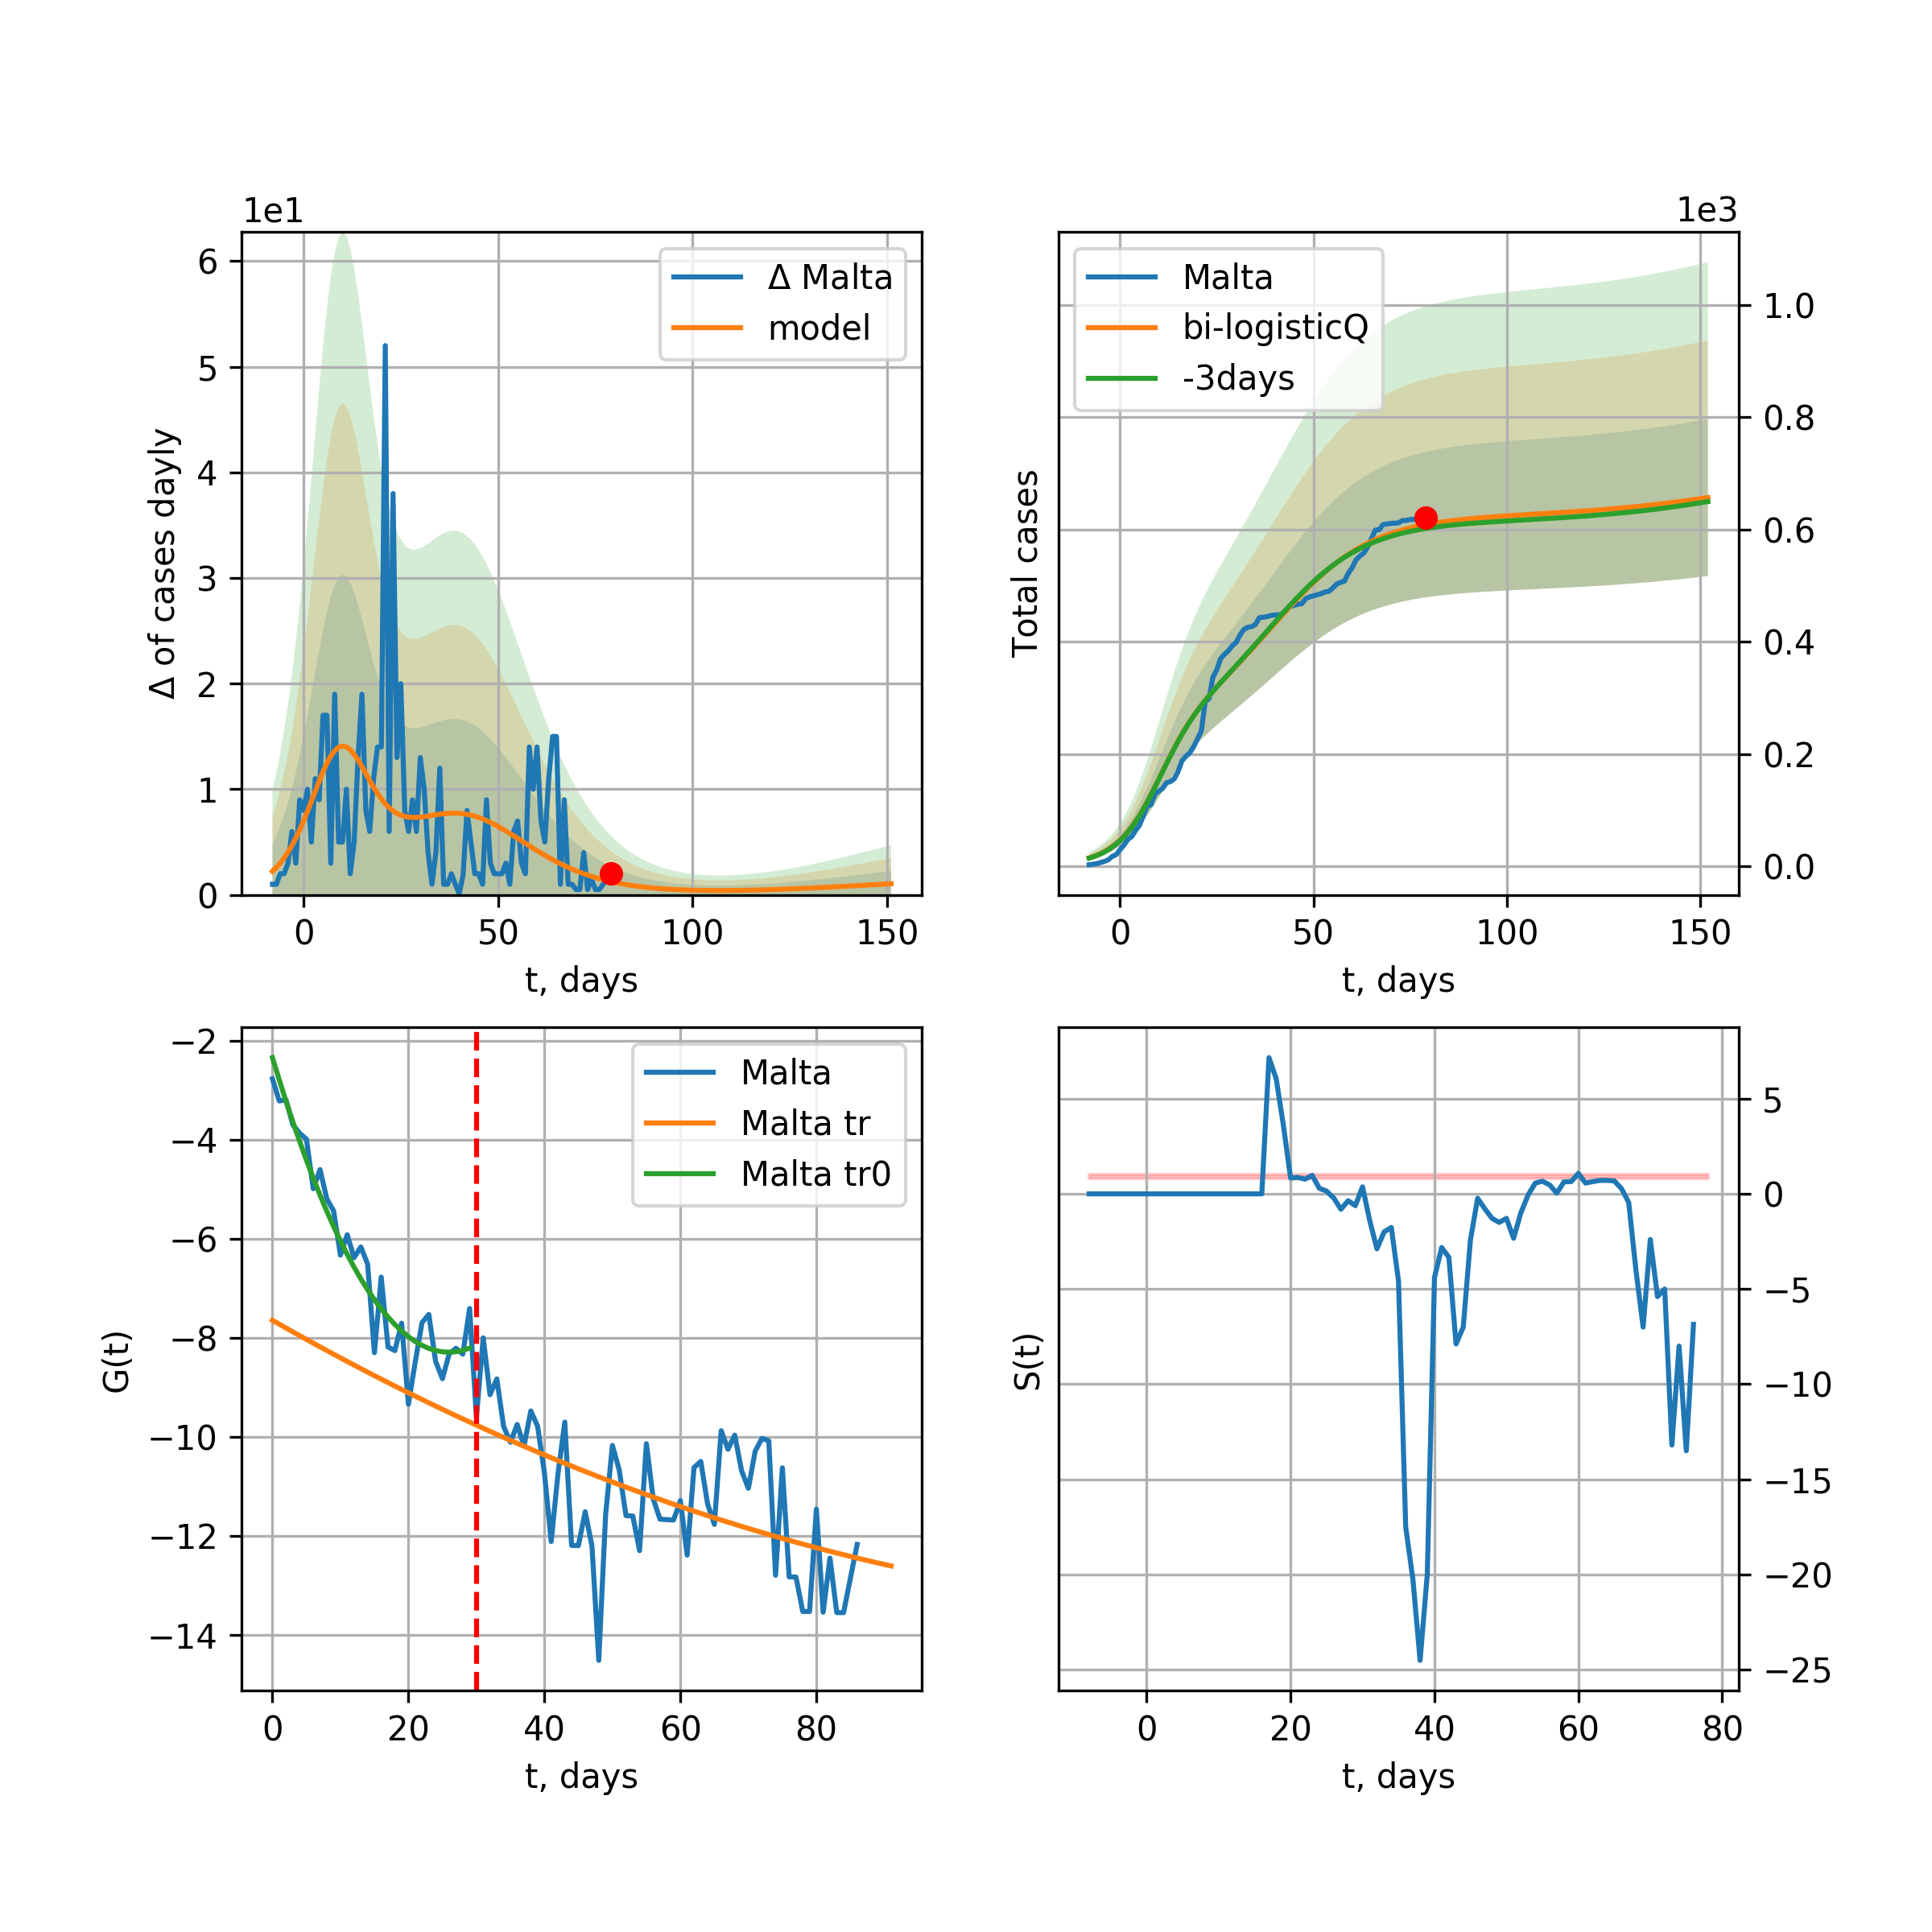 1e1
6
5
4
3
2
1
0
Δ of cases dayly
Δ Malta
model
0 50 100 150
t, days
1e3
Malta
bi-logisticQ
-3days
1.0
0.8
0.6
0.4
0.2
0.0
Total cases
0 50 100 150
t, days
−2
−4
−6
−8
−10
−12
−14
G(t)
Malta
Malta tr
Malta tr0
0 20 40 60 80
t, days
5
0
−5
−10
−15
−20
−25
S(t)
0 20 40 60 80
t, days